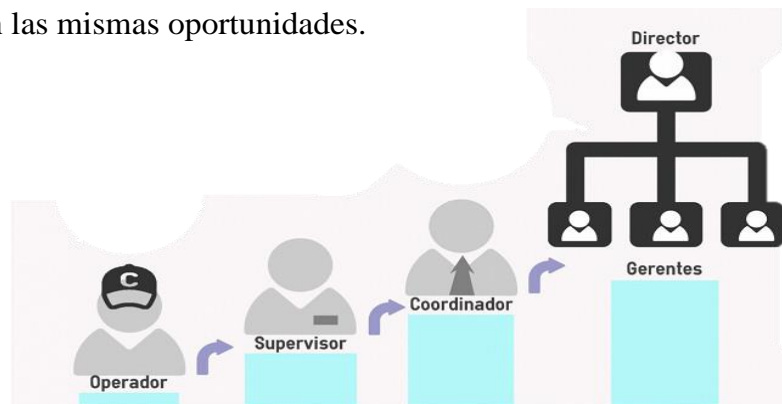 las mismas oportunidades.
Director
Gerentes
Coordinador
Supervisor
C
Operador